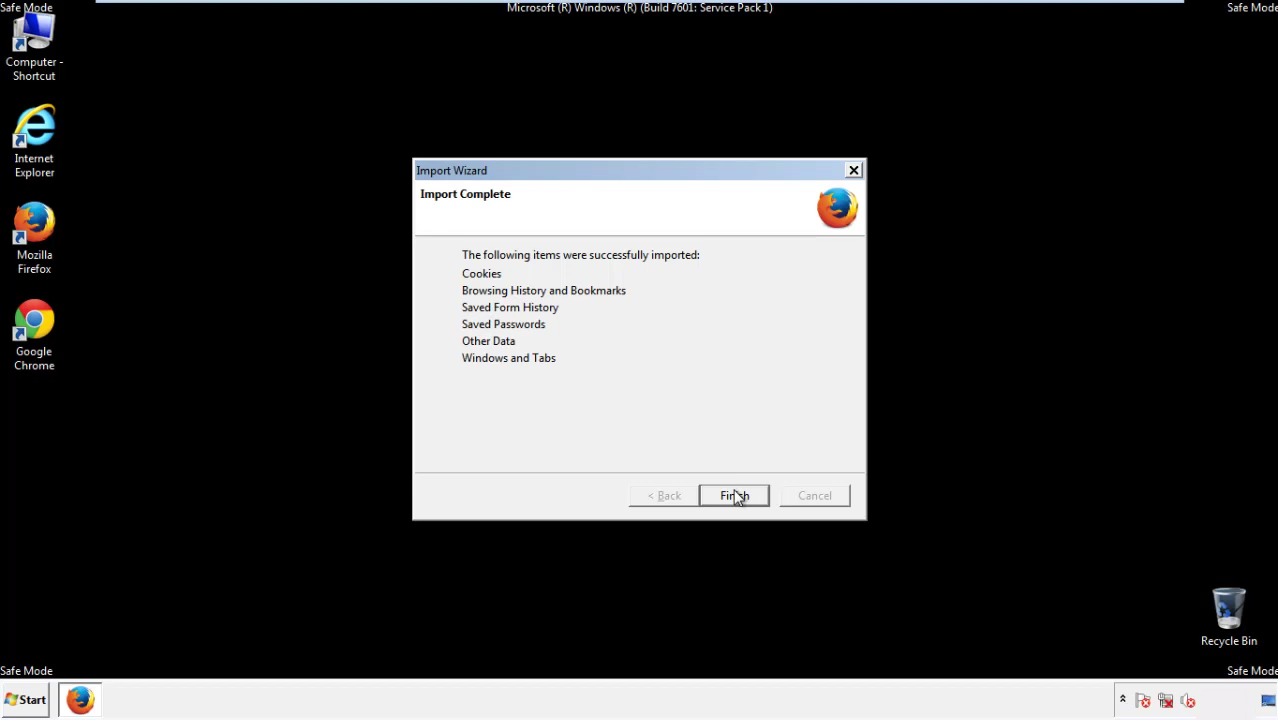 Safe Mode
Microsoft (R) Windows (R) (Build 7601: Service Pack 1)
Safe Mode
Computer -
Shortcut
Internet
Explorer
Mozilla
Firefox
Google
Chrome
Import Wizard
Import Complete
The following items were successfully imported:
Cookies
Browsing History and Bookmarks
Saved Form History
Saved Passwords
Other Data
Windows and Tabs
< Back
Finish
Cancel
Recycle Bin
Safe Mode
Safe Mode
Start